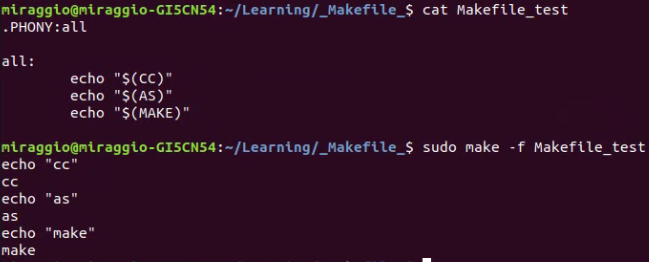 miraggio@miraggio-GI5CN54:~/Learning/_Makefile_$ cat Makefile_test
.PHONY:all
all:
echo "$(CC)"
echo "$(AS)"
echo "$(MAKE)"
miraggio@miraggio-GI5CN54:~/Learning/_Makefile_$ sudo make -f Makefile_test
echo "cc"
cc
echo "as"
as
echo "make"
make